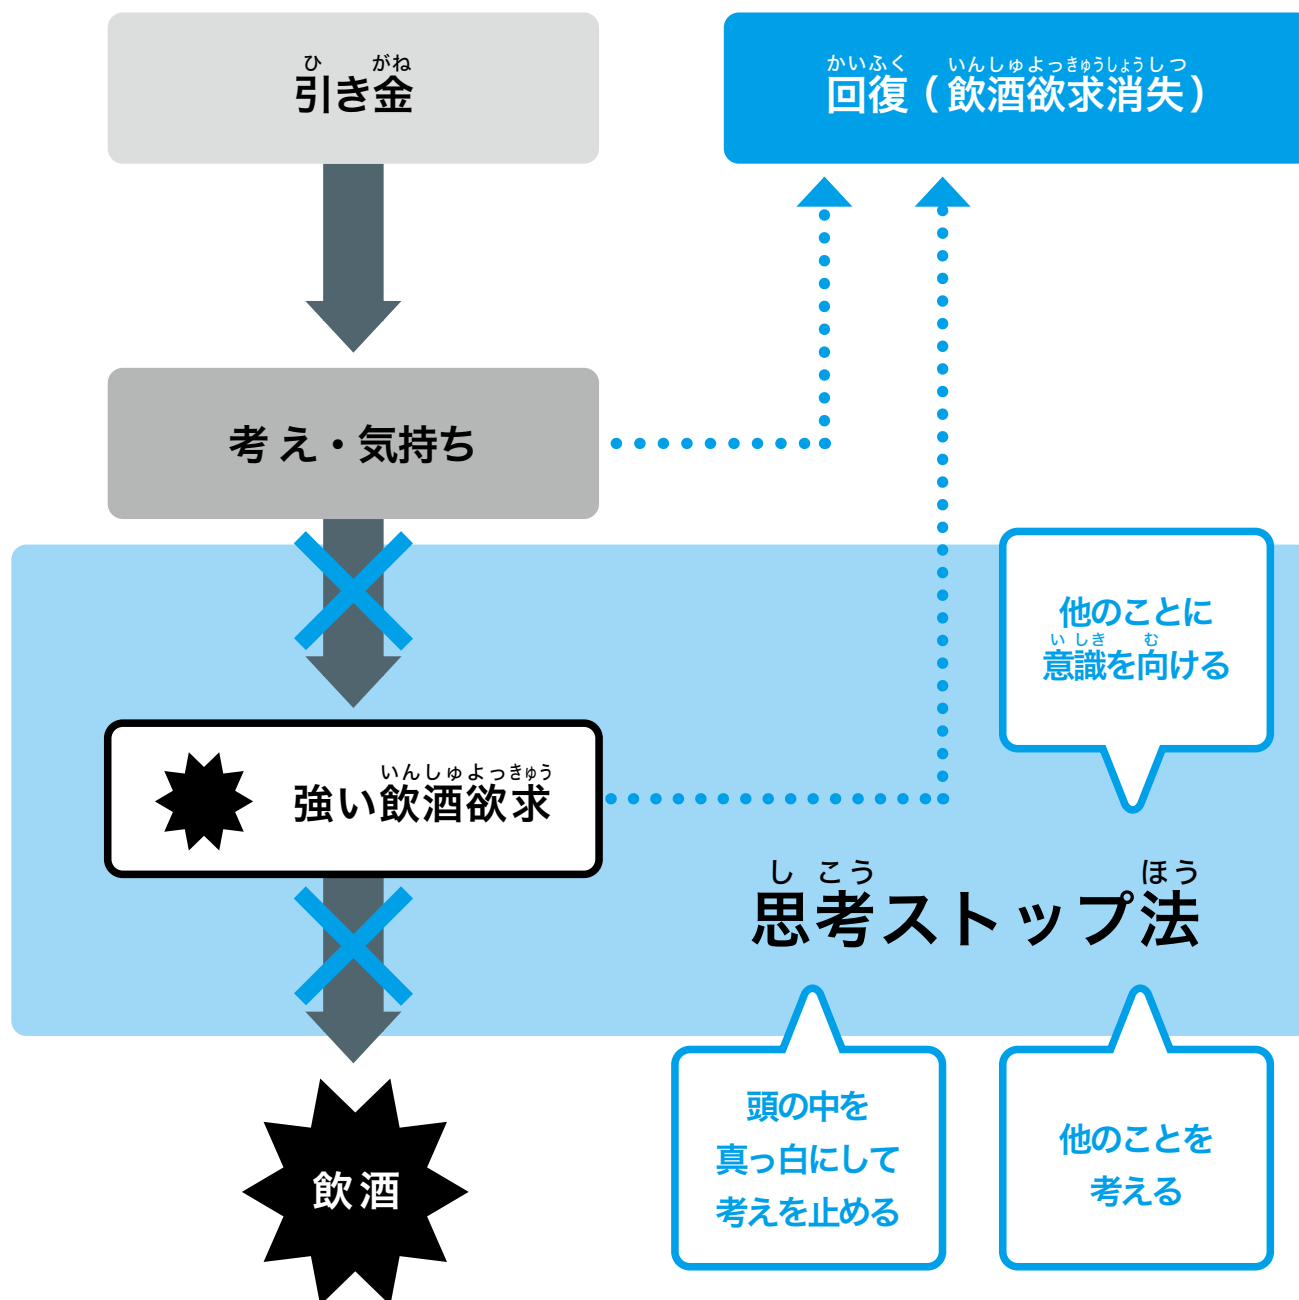 ひ がね
引き金
かいふく いんしゅよっきゅうしょうしつ
回復（飲酒欲求消失）
考え・気持ち
他のことに
いしき む
意識を向ける
いんしゅよっきゅう
強い飲酒欲求
しこう ほう
思考ストップ法
頭の中を
真っ白にして
考えを止める
他のことを
考える
飲酒